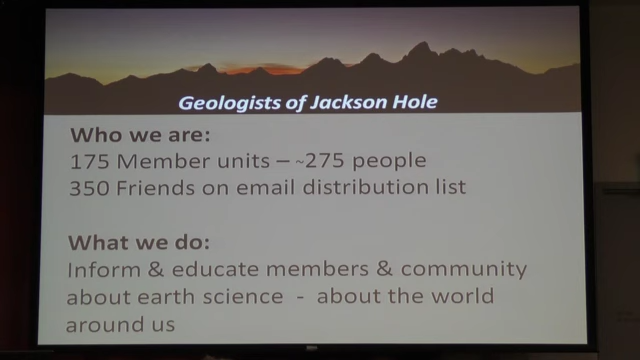 Geologists of Jackson Hole
Who we are:
175 Member units – ~275 people
350 Friends on email distribution list
What we do:
Inform & educate members & community
about earth science - about the world
around us